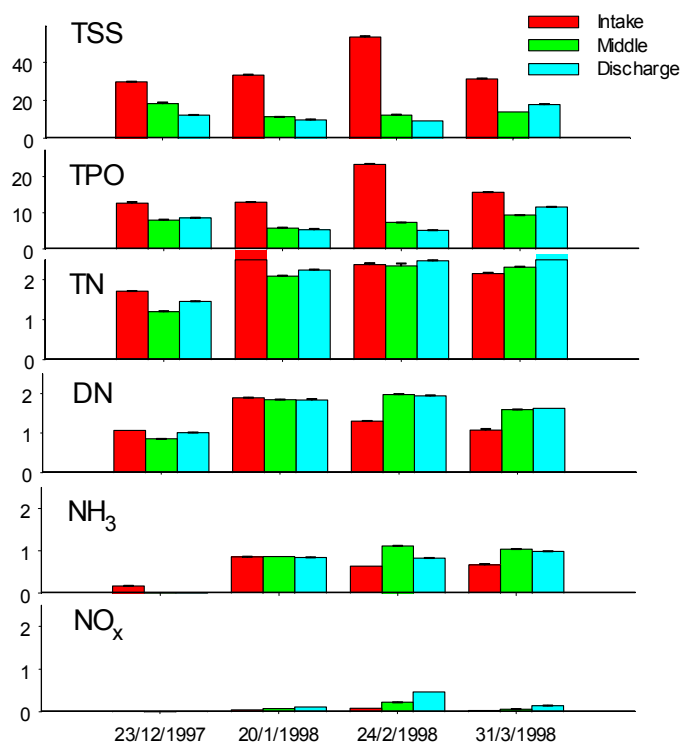 TSS
Intake
Middle
Discharge
40
20
0
TPO
20
10
0
TN
2
1
0
DN
2
1
0
NH₃
2
1
0
NOₓ
2
1
0
23/12/1997 20/1/1998 24/2/1998 31/3/1998